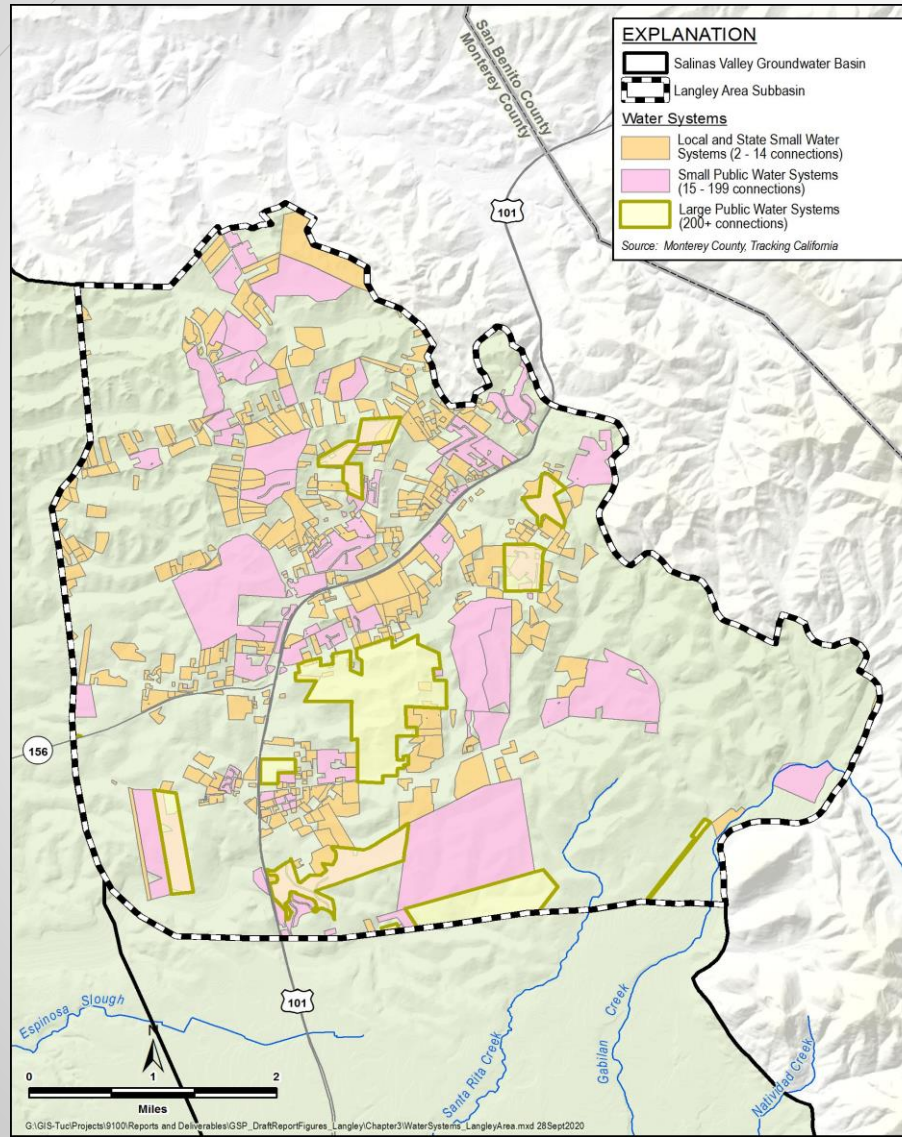 San Benito County
Monterey County
EXPLANATION
Salinas Valley Groundwater Basin
Langley Area Subbasin
Water Systems
Local and State Small Water
Systems (2 - 14 connections)
Small Public Water Systems
(15 - 199 connections)
Large Public Water Systems
(200+ connections)
Source: Monterey County, Tracking California
101
156
101
Espinosa Slough
Santa Rita Creek
Gabilan Creek
Natividad Creek
N
0 1 2
Miles
G:\GIS-Tuc\Projects\9100\Reports and Deliverables\GSP_DraftReportFigures_Langley\Chapter3\WaterSystems_LangleyArea.mxd 28Sept2020